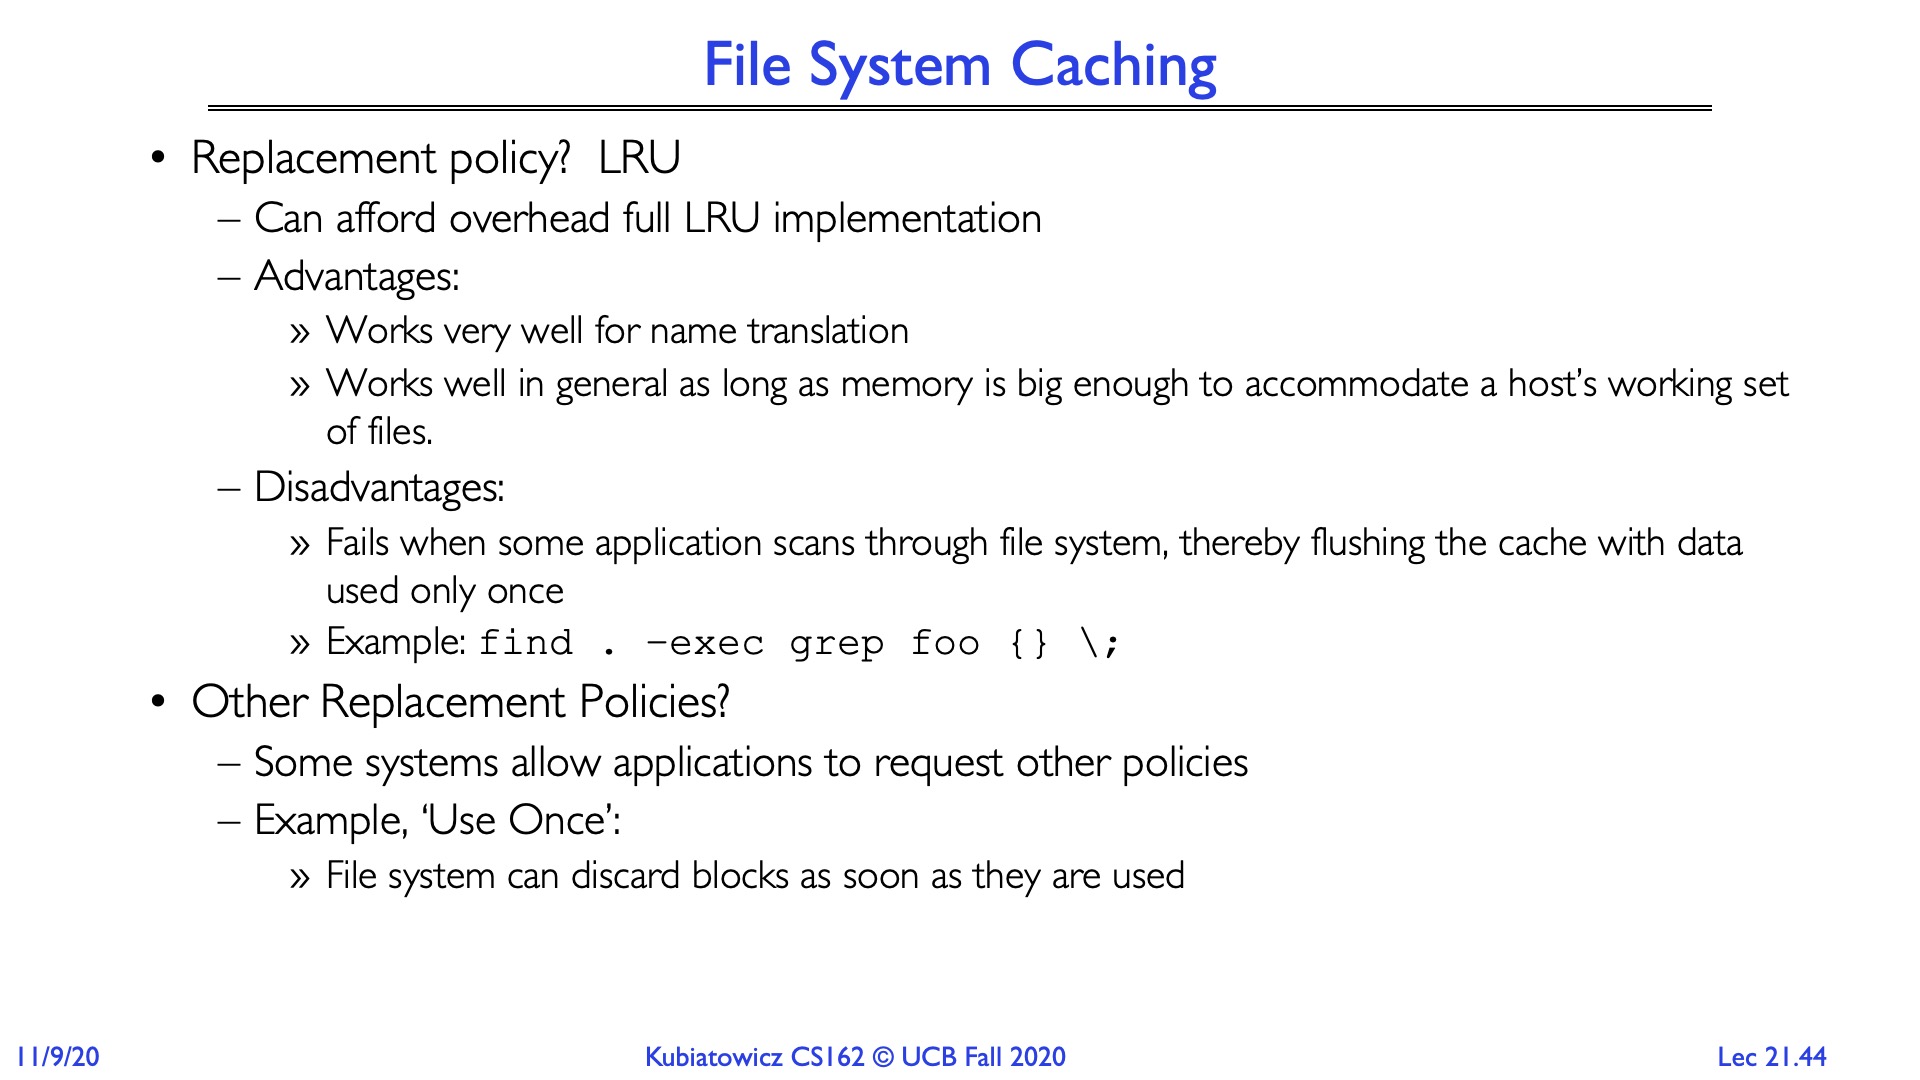 File System Caching
• Replacement policy?  LRU
– Can afford overhead full LRU implementation
– Advantages:
» Works very well for name translation
» Works well in general as long as memory is big enough to accommodate a host’s working set
of files.
– Disadvantages:
» Fails when some application scans through file system, thereby flushing the cache with data
used only once
» Example: find . –exec grep foo {} \;
• Other Replacement Policies?
– Some systems allow applications to request other policies
– Example, ‘Use Once’:
» File system can discard blocks as soon as they are used
11/9/20
Kubiatowicz CS162 © UCB Fall 2020
Lec 21.44